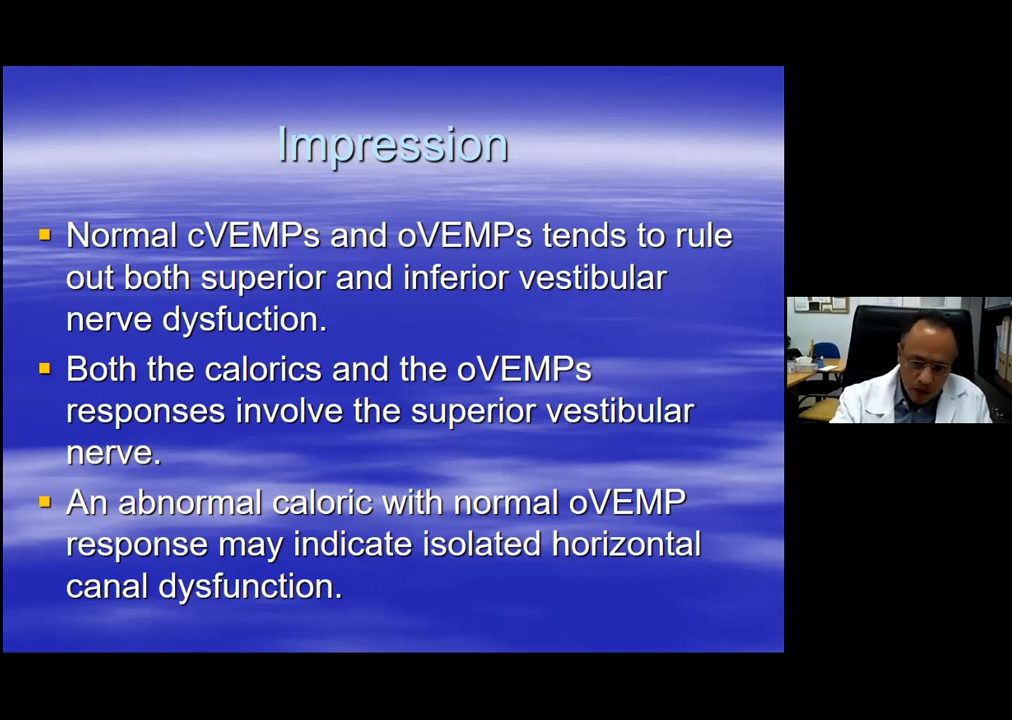 Impression
Normal cVEMPs and oVEMPs tends to rule
out both superior and inferior vestibular
nerve dysfuction.
Both the calorics and the oVEMPs
responses involve the superior vestibular
nerve.
An abnormal caloric with normal oVEMP
response may indicate isolated horizontal
canal dysfunction.